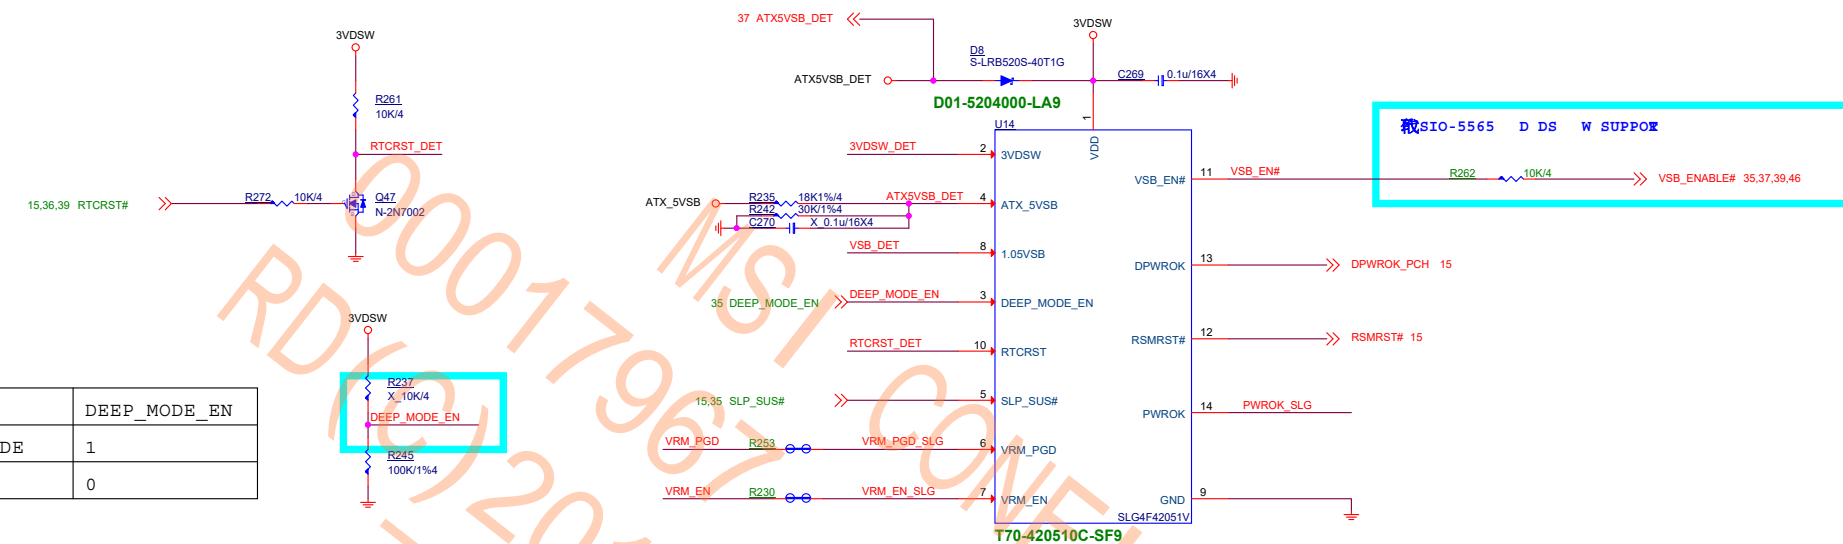 37 ATX5VSB_DET
3VDSW
3VDSW
D8
S-LRB520S-40T1G
ATX5VSB_DET
C269 0.1u/16X4
R261
10K/4
D01-5204000-LA9
RTCRST_DET
U14
1
VDD
SIO-5565 D DS W SUPPO
3VDSW_DET 2 3VDSW
VSB_EN# 11 VSB_EN#
R262 10K/4
VSB_ENABLE# 35,37,39,46
15,36,39 RTCRST#
R272 10K/4
Q47
N-2N7002
ATX_5VSB
R235 18K1%/4
ATX5VSB_DET 4 ATX_5VSB
R242 30K/1%4
C270 X_0.1u/16X4
VSB_DET 8 1.05VSB
DPWROK 13 DPWROK_PCH 15
35 DEEP_MODE_EN DEEP_MODE_EN 3 DEEP_MODE_EN
3VDSW
RSMRST# 12 RSMRST# 15
RTCRST_DET 10 RTCRST
R237
X_10K/4
DEEP_MODE_EN
15,35 SLP_SUS# 5 SLP_SUS#
PWROK 14 PWROK_SLG
DEEP_MODE_EN
DE 1
0
R245
100K/1%4
VRM_PGD R253 VRM_PGD_SLG 6 VRM_PGD
VRM_EN R230 VRM_EN_SLG 7 VRM_EN
GND 9
SLG4F42051V
T70-420510C-SF9
MSI CONF
000179967
RD(C)20